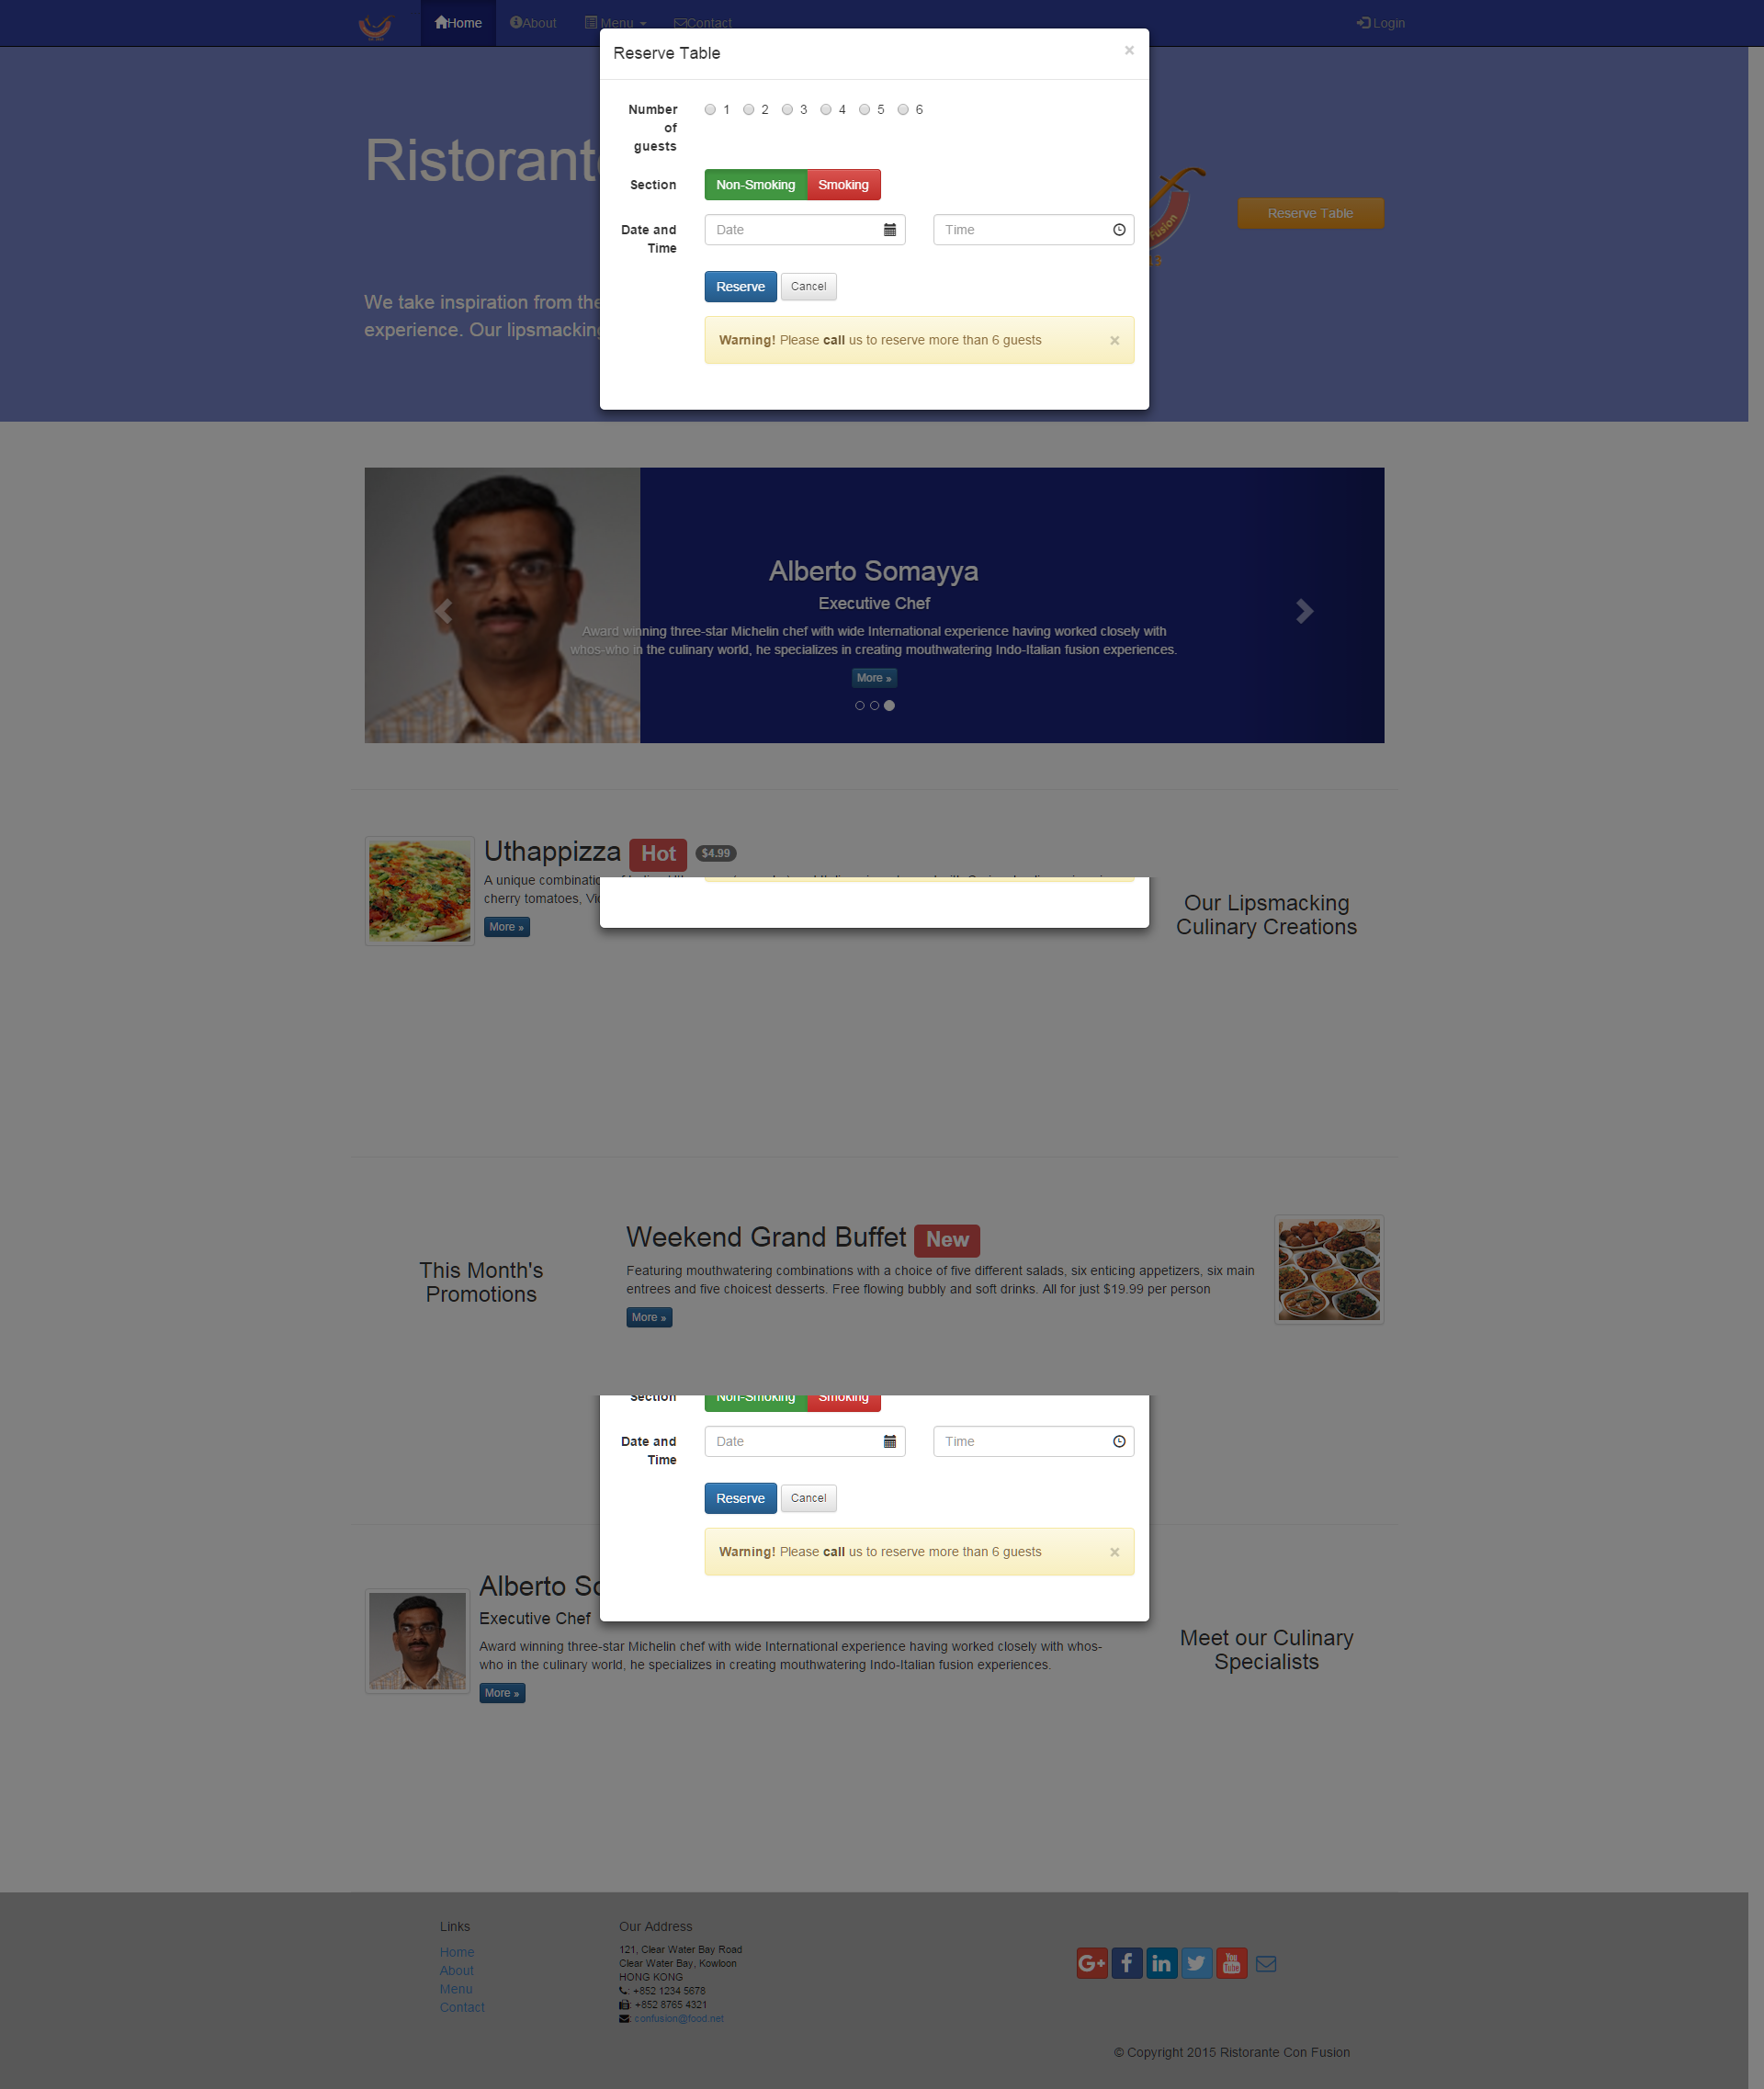 Home
About
Menu
Contact
Login
Reserve Table
×
Number
of
guests
1 2 3 4 5 6
Section
Non-Smoking Smoking
Date and
Time
Date
Time
Reserve Cancel
Warning! Please call us to reserve more than 6 guests ×
Ristorante
We take inspiration from the
experience. Our lipsmacking
Fusion
Reserve Table
Alberto Somayya
Executive Chef
Award winning three-star Michelin chef with wide International experience having worked closely with
whos-who in the culinary world, he specializes in creating mouthwatering Indo-Italian fusion experiences.
More »
Uthappizza Hot $4.99
A unique combination
cherry tomatoes,
More »
Our Lipsmacking
Culinary Creations
This Month's
Promotions
Weekend Grand Buffet New
Featuring mouthwatering combinations with a choice of five different salads, six enticing appetizers, six main
entrees and five choicest desserts. Free flowing bubbly and soft drinks. All for just $19.99 per person
More »
Section
Non-Smoking Smoking
Date and
Time
Date
Time
Reserve Cancel
Warning! Please call us to reserve more than 6 guests ×
Alberto So
Executive Chef
Award winning three-star Michelin chef with wide International experience having worked closely with whos-
who in the culinary world, he specializes in creating mouthwatering Indo-Italian fusion experiences.
More »
Meet our Culinary
Specialists
Links
Home
About
Menu
Contact
Our Address
121, Clear Water Bay Road
Clear Water Bay, Kowloon
HONG KONG
: +852 1234 5678
: +852 8765 4321
: confusion@food.net
G+ f in You Tube
© Copyright 2015 Ristorante Con Fusion